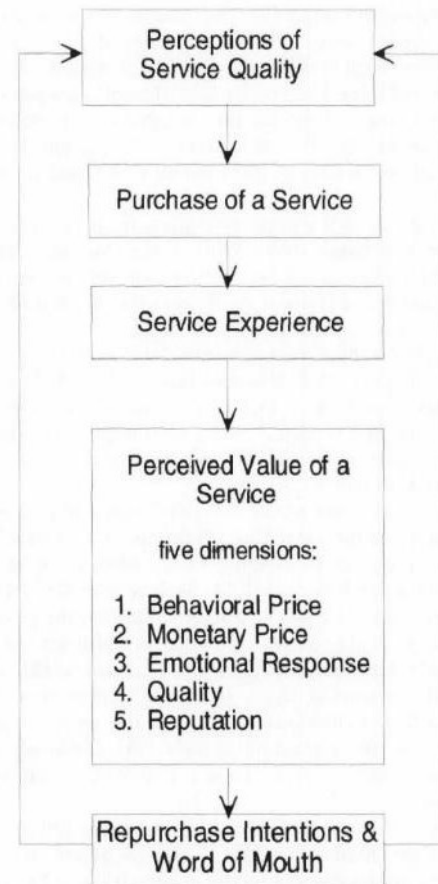 Perceptions of
Service Quality
Purchase of a Service
Service Experience
Perceived Value of a
Service
five dimensions:
1. Behavioral Price
2. Monetary Price
3. Emotional Response
4. Quality
5. Reputation
Repurchase Intentions &
Word of Mouth